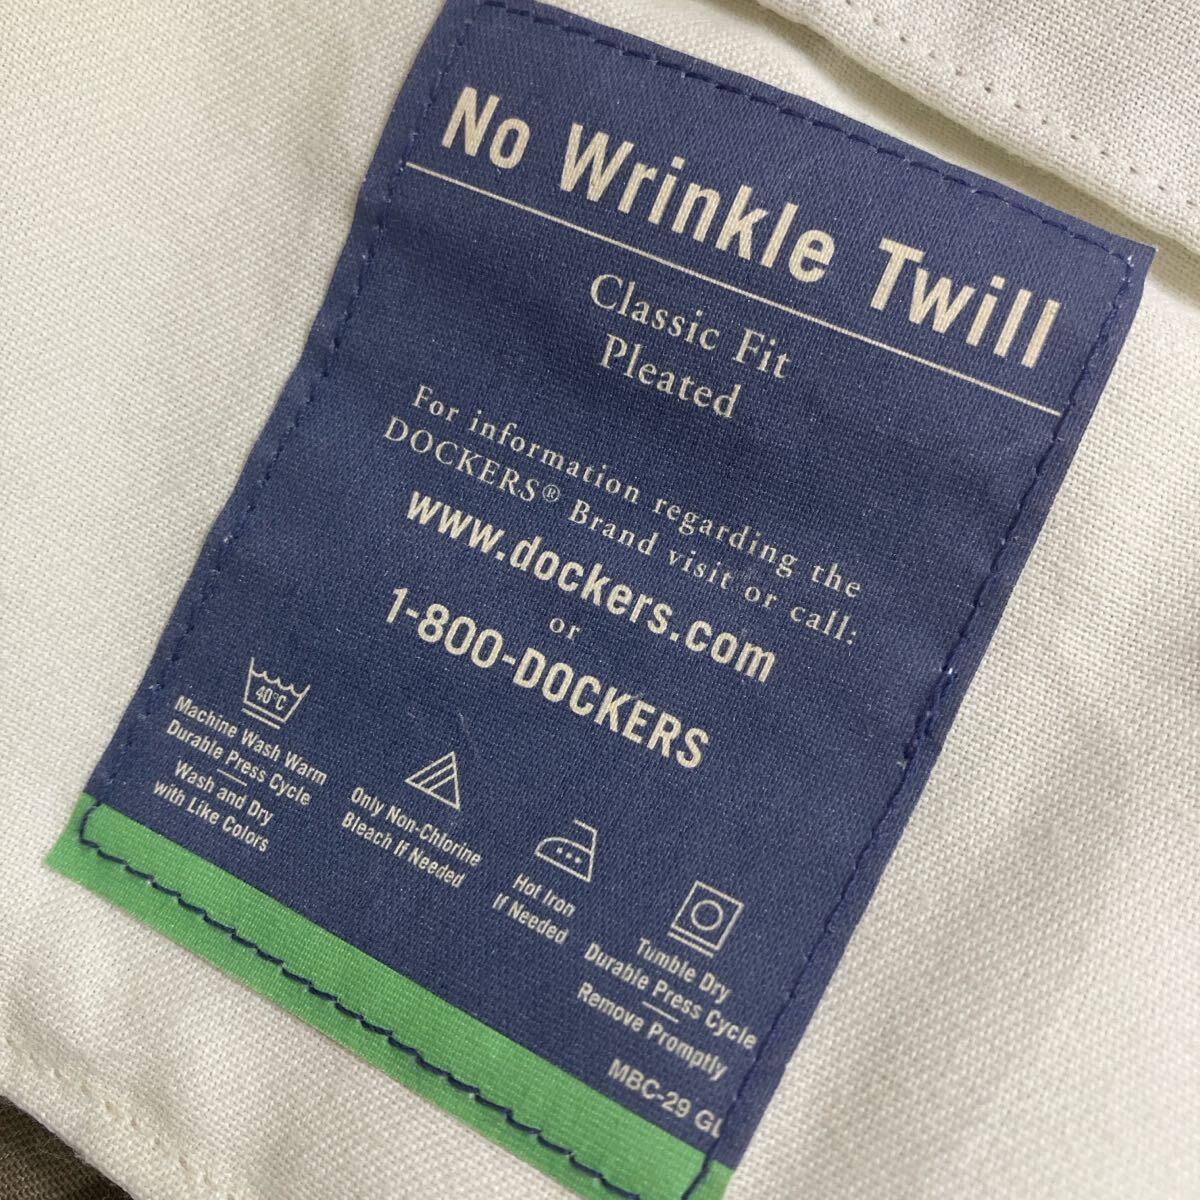 No Wrinkle Twill
Classic Fit
Pleated
For information regarding the
DOCKERS® Brand visit or call:
www.dockers.com
or
1-800-DOCKERS
40°C
Machine Wash Warm
Durable Press Cycle
Wash and Dry
with Like Colors
Only Non-Chlorine
Bleach If Needed
Hot Iron
If Needed
Tumble Dry
Durable Press Cycle
Remove Promptly
MBC-29